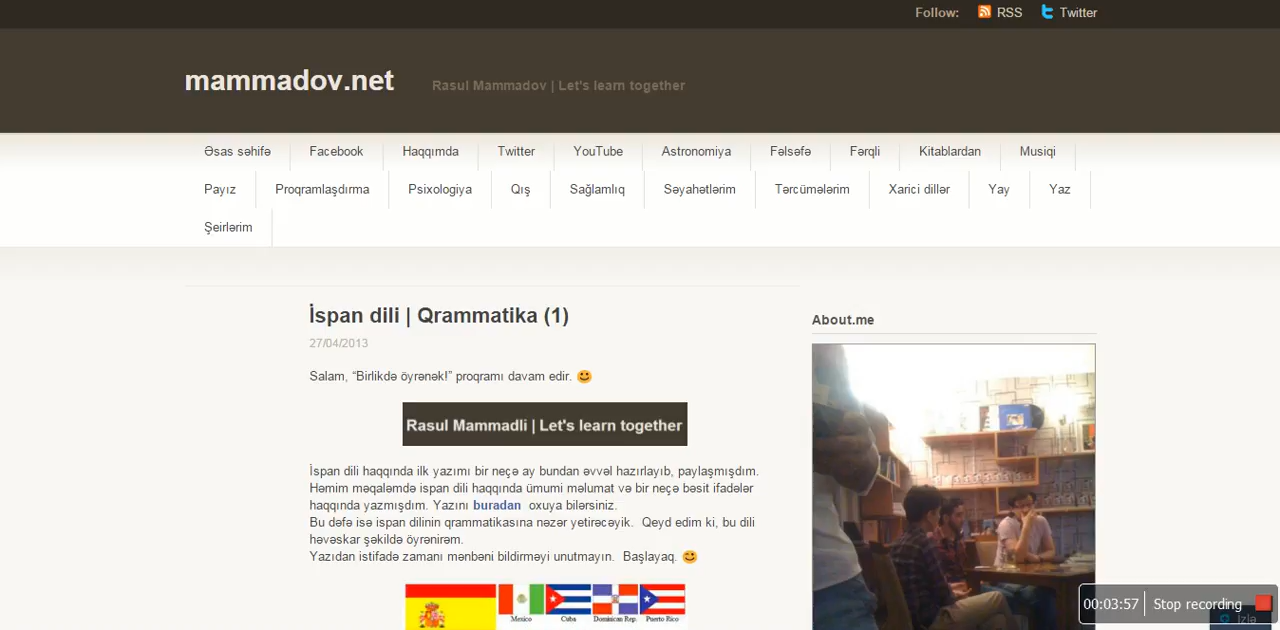 Follow: RSS Twitter
mammadov.net Rasul Mammadov | Let's learn together
Əsas səhifə Facebook Haqqımda Twitter YouTube Astronomiya Fəlsəfə Fərqli Kitablardan Musiqi
Payız Proqramlaşdırma Psixologiya Qış Sağlamlıq Səyahətlərim Tərcümələrim Xarici dillər Yay Yaz
Şeirlərim
İspan dili | Qrammatika (1)
27/04/2013
Salam, “Birlikdə öyrənək!” proqramı davam edir.
Rasul Mammadli | Let's learn together
İspan dili haqqında ilk yazımı bir neçə ay bundan əvvəl hazırlayıb, paylaşmışdım.
Həmim məqaləmdə ispan dili haqqında ümumi məlumat və bir neçə bəsit ifadələr
haqqında yazmışdım. Yazını buradan oxuya bilərsiniz.
Bu dəfə isə ispan dilinin qrammatikasına nəzər yetirəcəyik. Qeyd edim ki, bu dili
həvəskar şəkildə öyrənirəm.
Yazıdan istifadə zamanı mənbəni bildirməyi unutmayın. Başlayaq.
Mexico Cuba Dominican Rep. Puerto Rico
About.me
00:03:57 Stop recording
İzlə